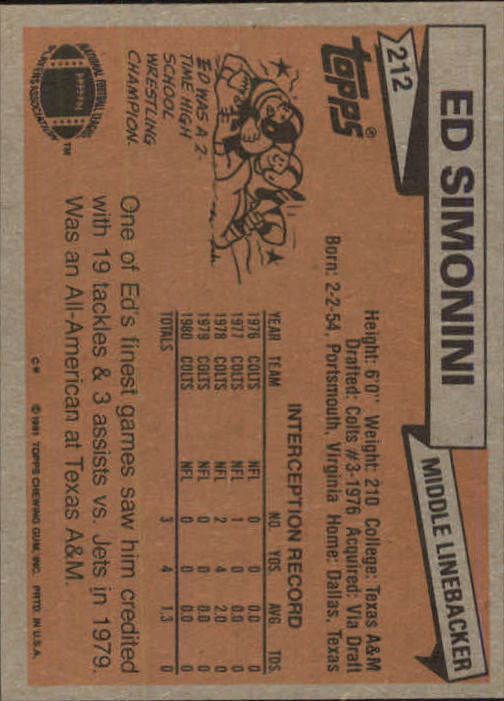 212
ED SIMONINI
MIDDLE LINEBACKER
topps®
Height: 6'0" Weight: 210 College: Texas A&M
Drafted: Colts #3-1976 Acquired: Via Draft
Born: 2-2-54, Portsmouth, Virginia Home: Dallas, Texas
ED WAS A 2-
TIME HIGH
SCHOOL
WRESTLING
CHAMPION.
INTERCEPTION RECORD
YEAR TEAM NO. YDS. AVG. TDS.
1976 COLTS NFL 0 0 0.0 0
1977 COLTS NFL 1 0 0.0 0
1978 COLTS NFL 2 4 2.0 0
1979 COLTS NFL 0 0 0.0 0
1980 COLTS NFL 0 0 0.0 0
TOTALS 3 4 1.3 0
One of Ed's finest games saw him credited
with 19 tackles & 3 assists vs. Jets in 1979.
Was an All-American at Texas A&M.
NATIONAL FOOTBALL LEAGUE
PLAYERS ASSOCIATION
TM
C* © 1981 TOPPS CHEWING GUM, INC. PRTD. IN U.S.A.